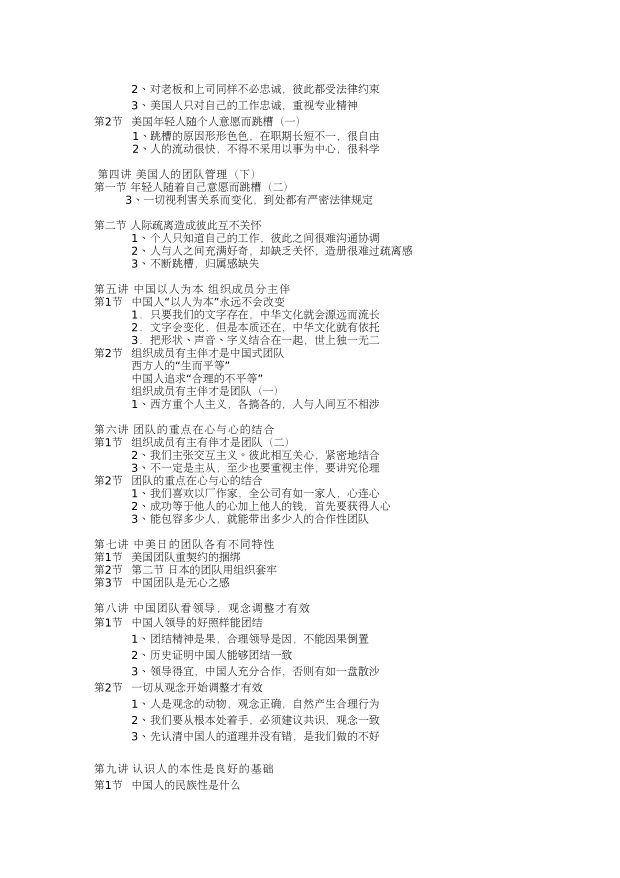 2、对老板和上司同样不必忠诚，彼此都受法律约束
3、美国人只对自己的工作忠诚，重视专业精神
第2节 美国年轻人随个人意愿而跳槽（一）
1、跳槽的原因形形色色，在职期长短不一，很自由
2、人的流动很快，不得不采用以事为中心，很科学
第四讲 美国人的团队管理（下）
第一节 年轻人随着自己意愿而跳槽（二）
3、一切视利害关系而变化，到处都有严密法律规定
第二节 人际疏离造成彼此互不关怀
1、个人只知道自己的工作，彼此之间很难沟通协调
2、人与人之间充满好奇，却缺乏关怀，造册很难过疏离感
3、不断跳槽，归属感缺失
第五讲 中国以人为本 组织成员分主伴
第1节 中国人“以人为本”永远不会改变
1．只要我们的文字存在，中华文化就会源远而流长
2．文字会变化，但是本质还在，中华文化就有依托
3．把形状、声音、字义结合在一起，世上独一无二
第2节 组织成员有主伴才是中国式团队
西方人的“生而平等”
中国人追求“合理的不平等”
组织成员有主伴才是团队（一）
1、西方重个人主义，各搞各的，人与人间互不相涉
第六讲 团队的重点在心与心的结合
第1节 组织成员有主有伴才是团队（二）
2、我们主张交互主义。彼此相互关心，紧密地结合
3、不一定是主从，至少也要重视主伴，要讲究伦理
第2节 团队的重点在心与心的结合
1、我们喜欢以厂作家，全公司有如一家人，心连心
2、成功等于他人的心加上他人的钱，首先要获得人心
3、能包容多少人，就能带出多少人的合作性团队
第七讲 中美日的团队各有不同特性
第1节 美国团队重契约的捆绑
第2节 第二节 日本的团队用组织套牢
第3节 中国团队是无心之感
第八讲 中国团队看领导，观念调整才有效
第1节 中国人领导的好照样能团结
1、团结精神是果，合理领导是因，不能因果倒置
2、历史证明中国人能够团结一致
3、领导得宜，中国人充分合作，否则有如一盘散沙
第2节 一切从观念开始调整才有效
1、人是观念的动物，观念正确，自然产生合理行为
2、我们要从根本处着手，必须建议共识，观念一致
3、先认清中国人的道理并没有错，是我们做的不好
第九讲 认识人的本性是良好的基础
第1节 中国人的民族性是什么